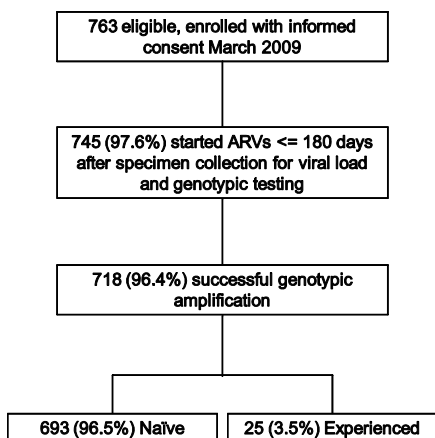 763 eligible, enrolled with informed
consent March 2009
745 (97.6%) started ARVs <= 180 days
after specimen collection for viral load
and genotypic testing
718 (96.4%) successful genotypic
amplification
693 (96.5%) Naïve
25 (3.5%) Experienced